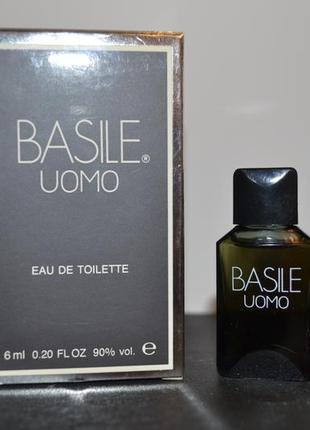 BASILE®
UOMO
EAU DE TOILETTE
6 ml 0.20 FL OZ 90% vol. ℮
BASILE
UOMO